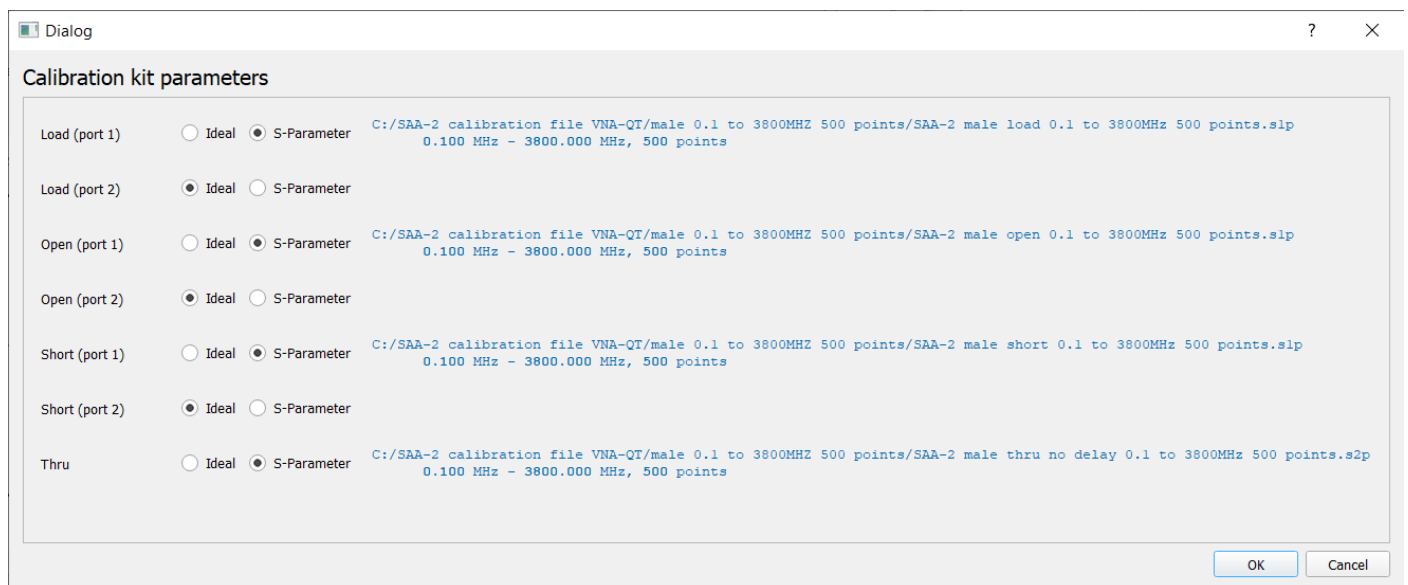 Dialog
?
Calibration kit parameters
Load (port 1) Ideal S-Parameter C:/SAA-2 calibration file VNA-QT/male 0.1 to 3800MHZ 500 points/SAA-2 male load 0.1 to 3800MHz 500 points.s1p
0.100 MHz - 3800.000 MHz, 500 points
Load (port 2) Ideal S-Parameter
Open (port 1) Ideal S-Parameter C:/SAA-2 calibration file VNA-QT/male 0.1 to 3800MHZ 500 points/SAA-2 male open 0.1 to 3800MHz 500 points.s1p
0.100 MHz - 3800.000 MHz, 500 points
Open (port 2) Ideal S-Parameter
Short (port 1) Ideal S-Parameter C:/SAA-2 calibration file VNA-QT/male 0.1 to 3800MHZ 500 points/SAA-2 male short 0.1 to 3800MHz 500 points.s1p
0.100 MHz - 3800.000 MHz, 500 points
Short (port 2) Ideal S-Parameter
Thru Ideal S-Parameter C:/SAA-2 calibration file VNA-QT/male 0.1 to 3800MHZ 500 points/SAA-2 male thru no delay 0.1 to 3800MHz 500 points.s2p
0.100 MHz - 3800.000 MHz, 500 points
OK Cancel